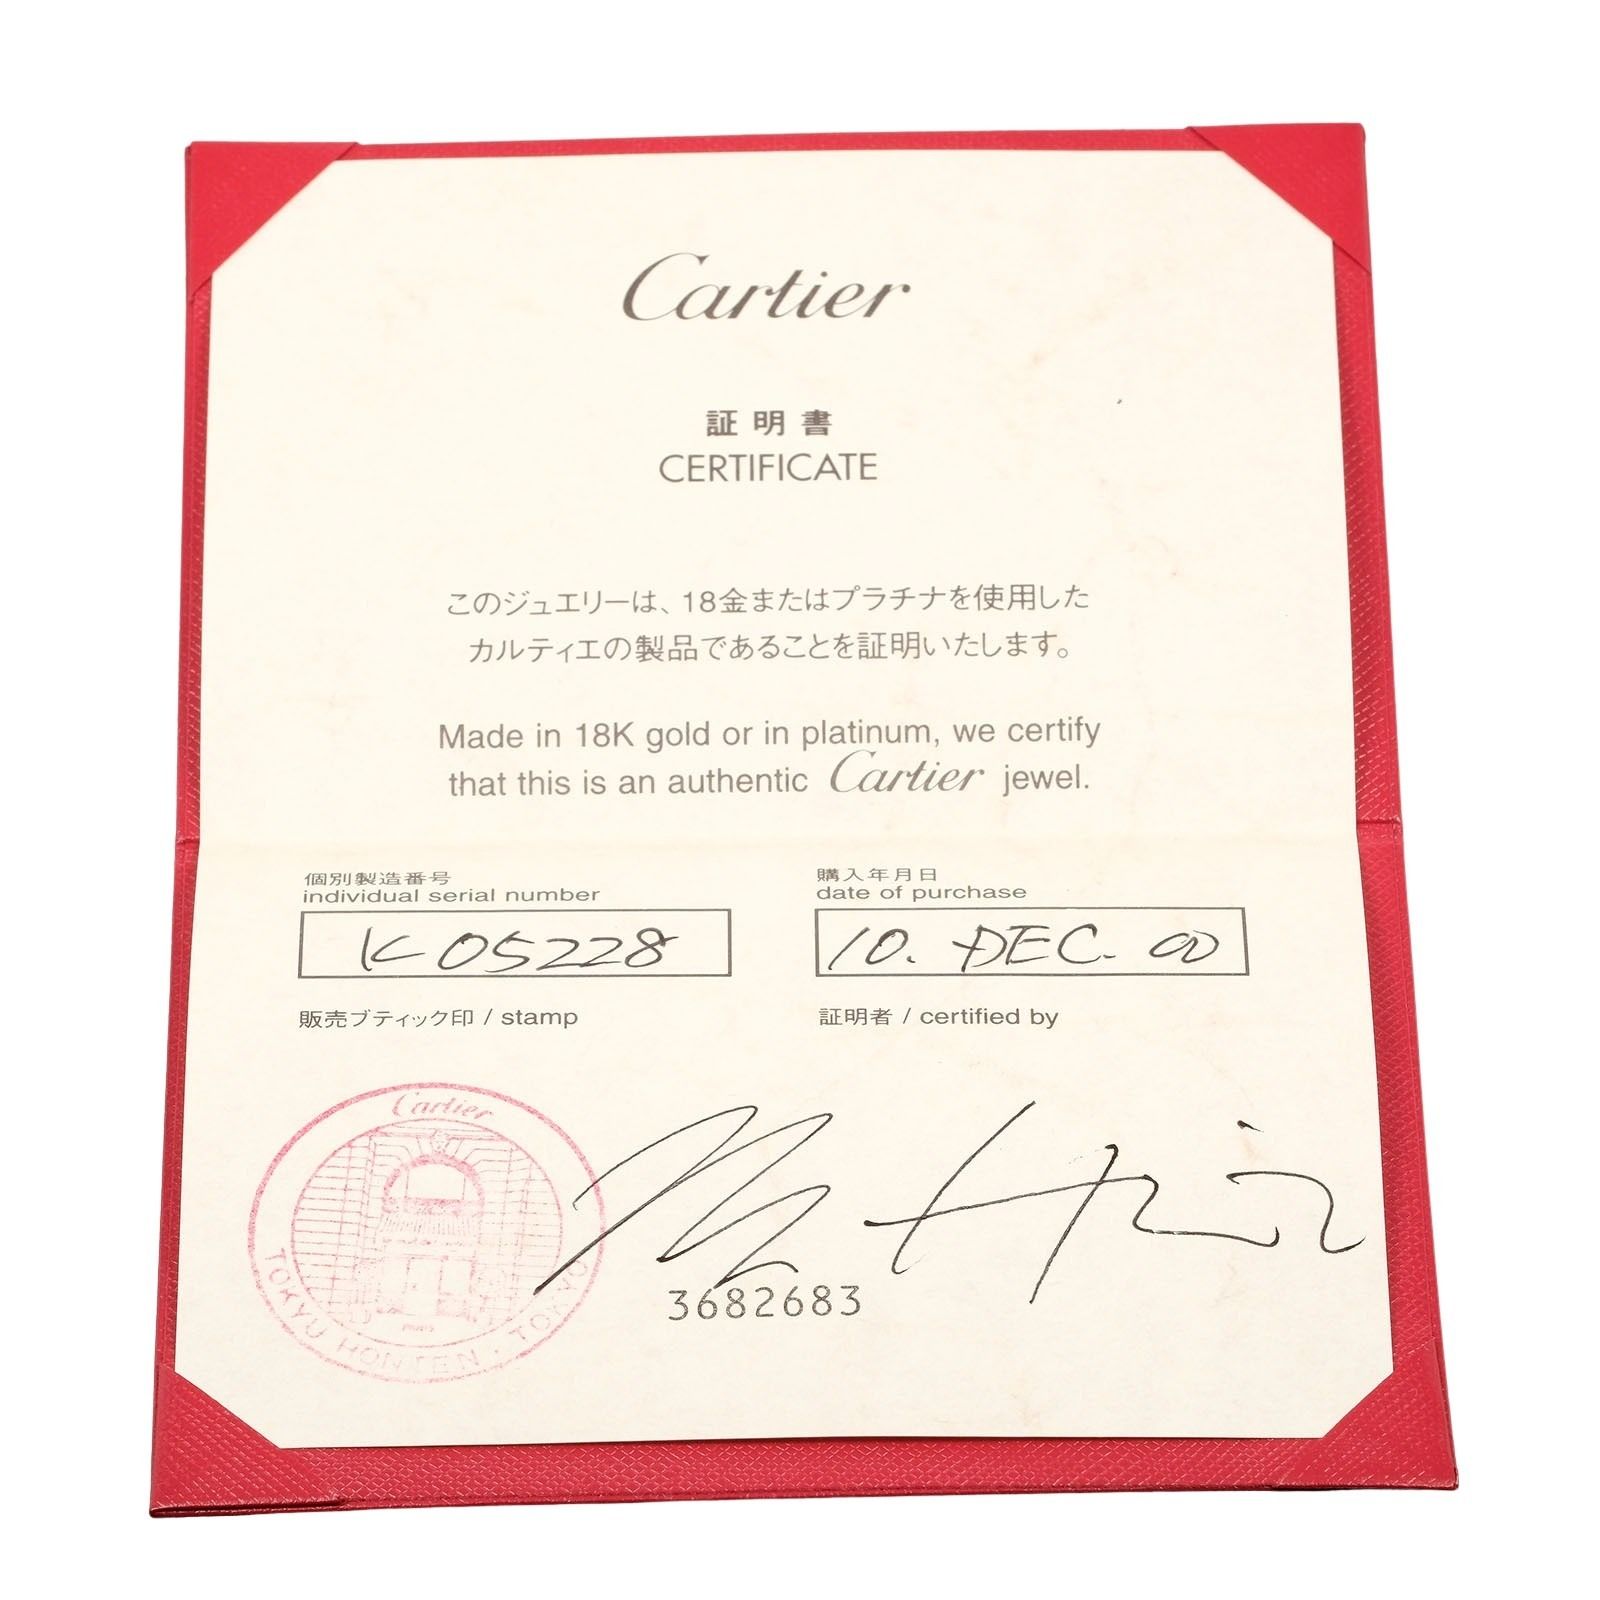 Cartier
証明書
CERTIFICATE
このジュエリーは、18金またはプラチナを使用した
カルティエの製品であることを証明いたします。
Made in 18K gold or in platinum, we certify
that this is an authentic Cartier jewel.
個別製造番号
individual serial number
K05228
購入年月日
date of purchase
10. DEC. 00
販売ブティック印 / stamp
証明者 / certified by
Cartier
TOKYU HONTEN · TOKYO
3682683